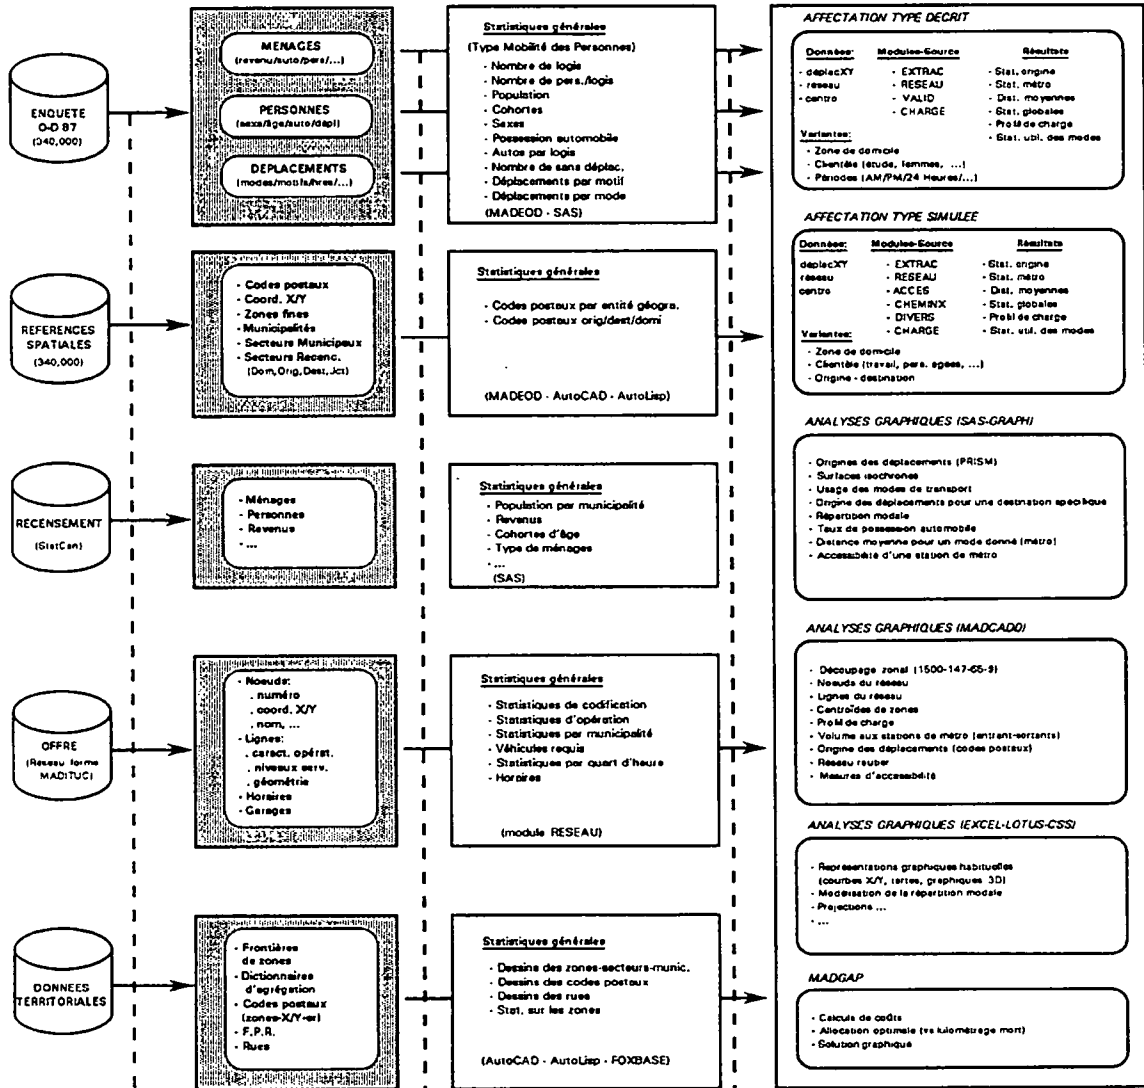 ENQUETE
O-D 87
(340,000)
MENAGES
(revenu/auto/pers/...)
PERSONNES
(sexe/âge/auto/dépl)
DEPLACEMENTS
(modes/motifs/hres/...)
Statistiques générales
(Type Mobilité des Personnes)
- Nombre de logis
- Nombre de pers./logis
- Population
- Cohortes
- Sexes
- Possession automobile
- Autos par logis
- Nombre de sans déplac.
- Déplacements par motif
- Déplacements par mode
(MADEOD - SAS)
REFERENCES
SPATIALES
(340,000)
- Codes postaux
- Coord. X/Y
- Zones fines
- Municipalités
- Secteurs Municipaux
- Secteurs Recenc.
(Dom,Orig,Dest,Jct)
Statistiques générales
- Codes postaux par entité géogra.
- Codes postaux orig/dest/domi
(MADEOD - AutoCAD - AutoLisp)
RECENSEMENT
(StatCan)
- Ménages
- Personnes
- Revenus
- ...
Statistiques générales
- Population par municipalité
- Revenus
- Cohortes d'âge
- Type de ménages
- ...
(SAS)
OFFRE
(Réseau forme
MADITUC)
- Noeuds:
. numéro
. coord. X/Y
. nom, ...
- Lignes:
. caract. opérat.
. niveaux serv.
. géométrie
- Horaires
- Garages
Statistiques générales
- Statistiques de codification
- Statistiques d'opération
- Statistiques par municipalité
- Véhicules requis
- Statistiques par quart d'heure
- Horaires
(module RESEAU)
DONNEES
TERRITORIALES
- Frontières
de zones
- Dictionnaires
d'agrégation
- Codes postaux
(zones-X/Y-er)
- F.P.R.
- Rues
Statistiques générales
- Dessins des zones-secteurs-munic.
- Dessins des codes postaux
- Dessins des rues
- Stat. sur les zones
(AutoCAD - AutoLisp - FOXBASE)
AFFECTATION TYPE DECRIT
Données: Modules-Source Résultats
- déplacXY - EXTRAC - Stat. origine
- réseau - RESEAU - Stat. métro
- centro - VALID - Dist. moyennes
- CHARGE - Stat. globales
- Profil de charge
- Stat. util. des modes
Variantes:
- Zone de domicile
- Clientèle (étude, femmes, ...)
- Périodes (AM/PM/24 Heures/...)
AFFECTATION TYPE SIMULEE
Données: Modules-Source Résultats
déplacXY - EXTRAC - Stat. origine
réseau - RESEAU - Stat. métro
centro - ACCES - Dist. moyennes
- CHEMINX - Stat. globales
- DIVERS - Profil de charge
- CHARGE - Stat. util. des modes
Variantes:
- Zone de domicile
- Clientèle (travail, pers. agées, ...)
- Origine - destination
ANALYSES GRAPHIQUES (SAS-GRAPH)
- Origines des déplacements (PRISM)
- Surfaces isochrones
- Usage des modes de transport
- Origine des déplacements pour une destination spécifique
- Répartition modale
- Taux de possession automobile
- Distance moyenne pour un mode donné (métro)
- Accessibilité d'une station de métro
ANALYSES GRAPHIQUES (MADCADD)
- Découpage zonal (1500-147-65-9)
- Noeuds du réseau
- Lignes du réseau
- Centroïdes de zones
- Profil de charge
- Volume aux stations de métro (entrant-sortants)
- Origine des déplacements (codes postaux)
- Réseau routier
- Mesures d'accessibilité
ANALYSES GRAPHIQUES (EXCEL-LOTUS-CSS)
- Représentations graphiques habituelles
(courbes X/Y, tartes, graphiques 3D)
- Modélisation de la répartition modale
- Projections ...
- ...
MADGAP
- Calculs de coûts
- Allocation optimale (vs kilométrage mort)
- Solution graphique